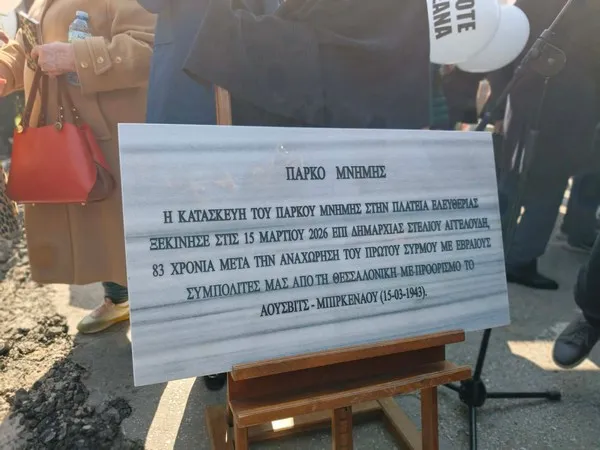 OTE
LANA
ΠΑΡΚΟ ΜΝΗΜΗΣ
Η ΚΑΤΑΣΚΕΥΗ ΤΟΥ ΠΑΡΚΟΥ ΜΝΗΜΗΣ ΣΤΗΝ ΠΛΑΤΕΙΑ ΕΛΕΥΘΕΡΙΑΣ
ΞΕΚΙΝΗΣΕ ΣΤΙΣ 15 ΜΑΡΤΙΟΥ 2026 ΕΠΙ ΔΗΜΑΡΧΙΑΣ ΣΤΕΛΙΟΥ ΑΓΓΕΛΟΥΔΗ,
83 ΧΡΟΝΙΑ ΜΕΤΑ ΤΗΝ ΑΝΑΧΩΡΗΣΗ ΤΟΥ ΠΡΩΤΟΥ ΣΥΡΜΟΥ ΜΕ ΕΒΡΑΙΟΥΣ
ΣΥΜΠΟΛΙΤΕΣ ΜΑΣ ΑΠΟ ΤΗ ΘΕΣΣΑΛΟΝΙΚΗ ΜΕ ΠΡΟΟΡΙΣΜΟ ΤΟ
ΑΟΥΣΒΙΤΣ - ΜΠΙΡΚΕΝΑΟΥ (15-03-1943).